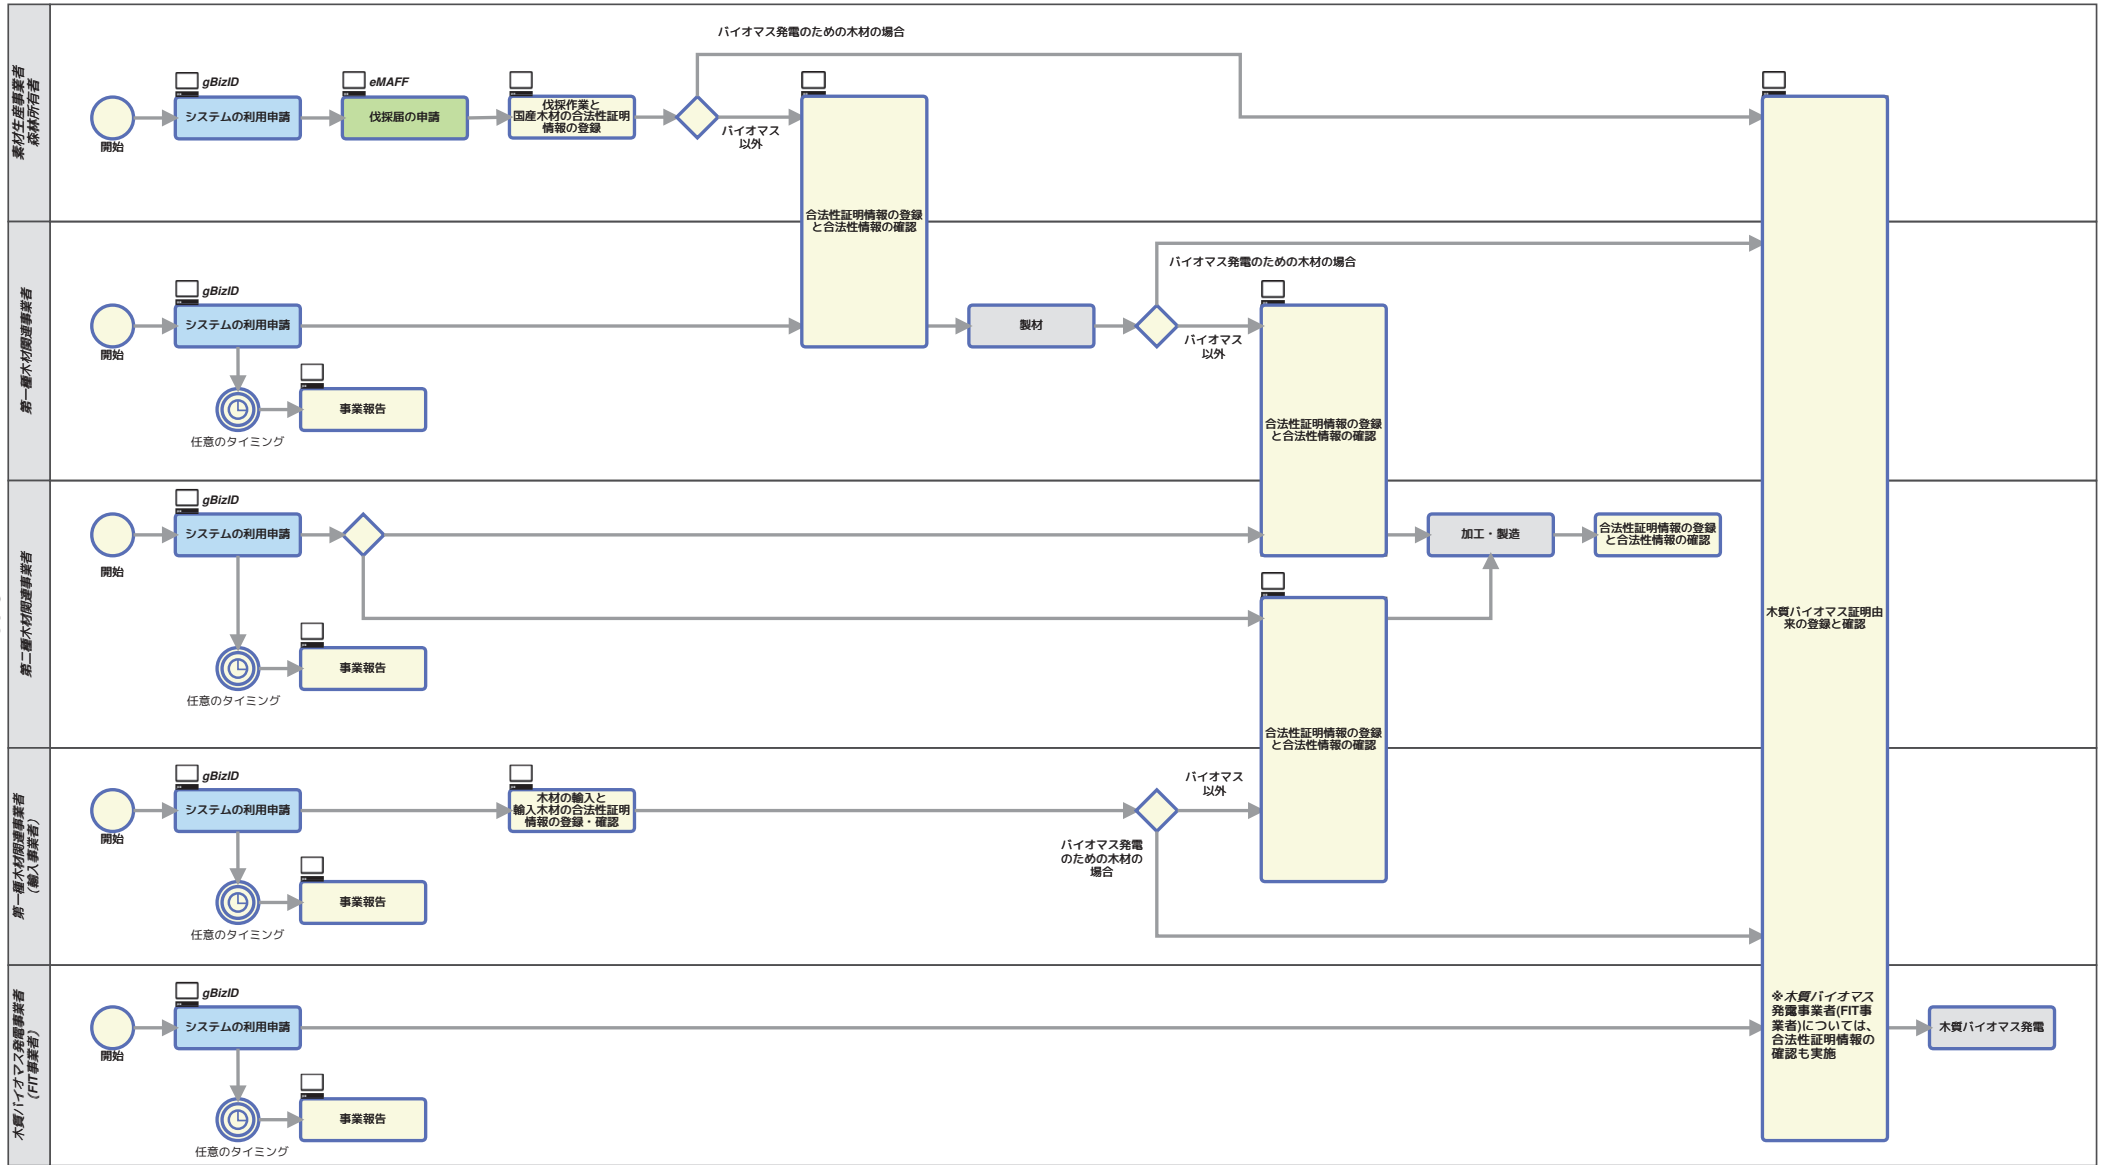 素材生産事業者
森林所有者
開始
gBizID
システムの利用申請
eMAFF
伐採届の申請
伐採作業と
国産木材の合法性証明
情報の登録
バイオマス発電のための木材の場合
バイオマス
以外
合法性証明情報の登録
と合法性情報の確認
第一種木材関連事業者
開始
gBizID
システムの利用申請
任意のタイミング
事業報告
製材
バイオマス発電のための木材の場合
バイオマス
以外
合法性証明情報の登録
と合法性情報の確認
第二種木材関連事業者
開始
gBizID
システムの利用申請
任意のタイミング
事業報告
加工・製造
合法性証明情報の登録
と合法性情報の確認
合法性証明情報の登録
と合法性情報の確認
木質バイオマス証明由
来の登録と確認
第一種木材関連事業者
（輸入事業者）
開始
gBizID
システムの利用申請
任意のタイミング
事業報告
木材の輸入と
輸入木材の合法性証明
情報の登録・確認
バイオマス
以外
バイオマス発電
のための木材の
場合
木質バイオマス発電事業者
（FIT事業者）
開始
gBizID
システムの利用申請
任意のタイミング
事業報告
※木質バイオマス
発電事業者(FIT事
業者)については、
合法性証明情報の
確認も実施
木質バイオマス発電